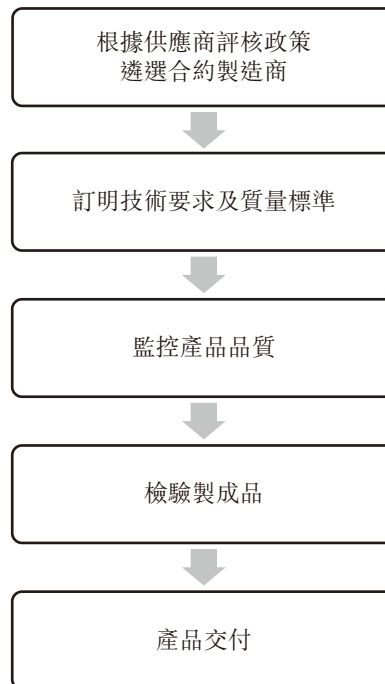 根據供應商評核政策
遴選合約製造商
訂明技術要求及質量標準
監控產品品質
檢驗製成品
產品交付